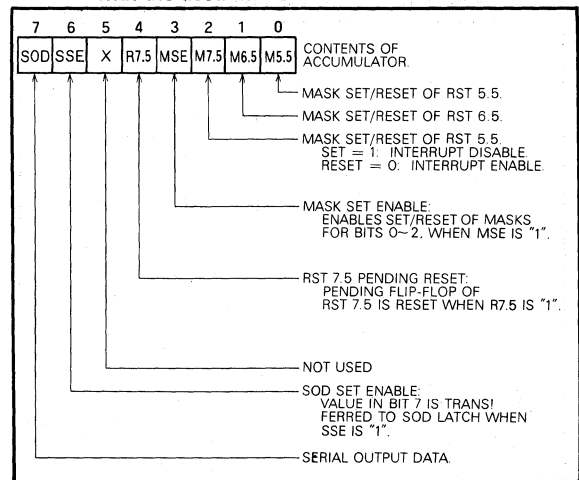 7 6 5 4 3 2 1 0
SOD SSE X R7.5 MSE M7.5 M6.5 M5.5
CONTENTS OF
ACCUMULATOR.
MASK SET/RESET OF RST 5.5.
MASK SET/RESET OF RST 6.5.
MASK SET/RESET OF RST 5.5.
SET = 1: INTERRUPT DISABLE.
RESET = 0: INTERRUPT ENABLE.
MASK SET ENABLE:
ENABLES SET/RESET OF MASKS
FOR BITS 0~2, WHEN MSE IS "1".
RST 7.5 PENDING RESET:
PENDING FLIP-FLOP OF
RST 7.5 IS RESET WHEN R7.5 IS "1".
NOT USED
SOD SET ENABLE:
VALUE IN BIT 7 IS TRANS!
FERRED TO SOD LATCH WHEN
SSE IS "1".
SERIAL OUTPUT DATA.